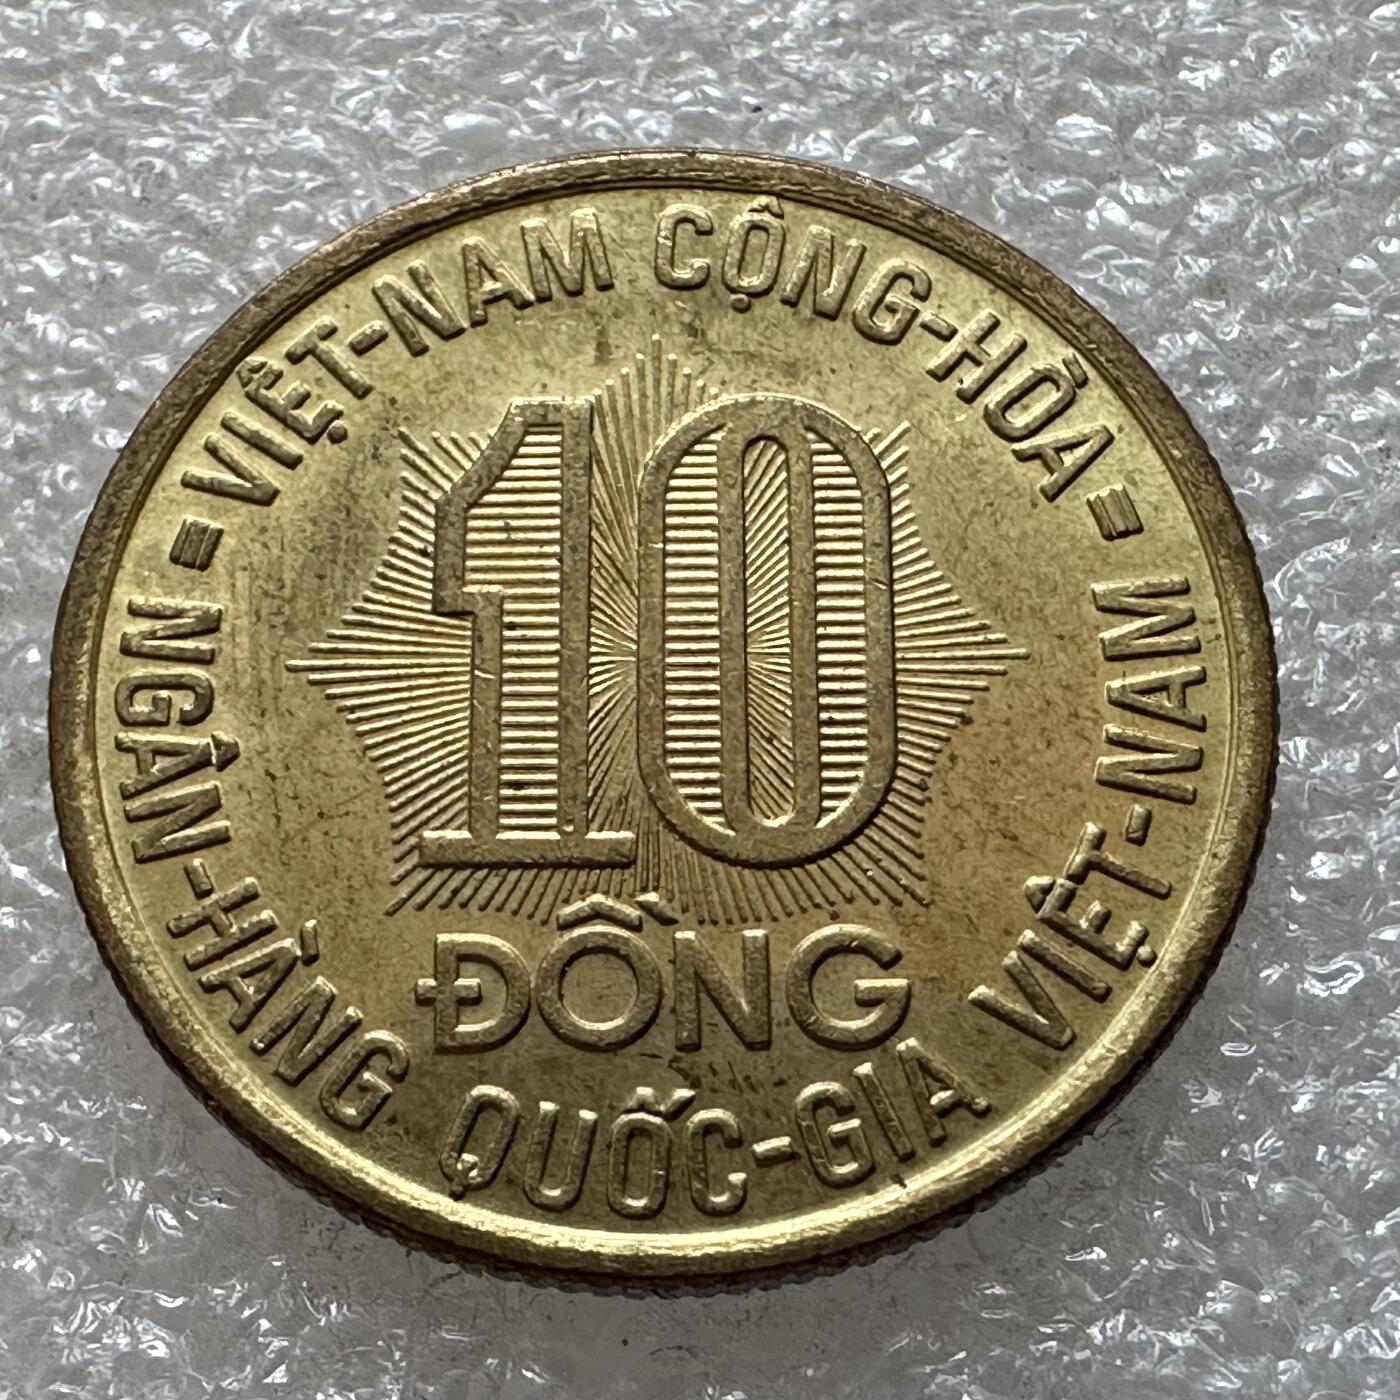 VIỆT-NAM CỘNG-HÒA
10
ĐỒNG
NGÂN-HÀNG QUỐC-GIA VIỆT-NAM